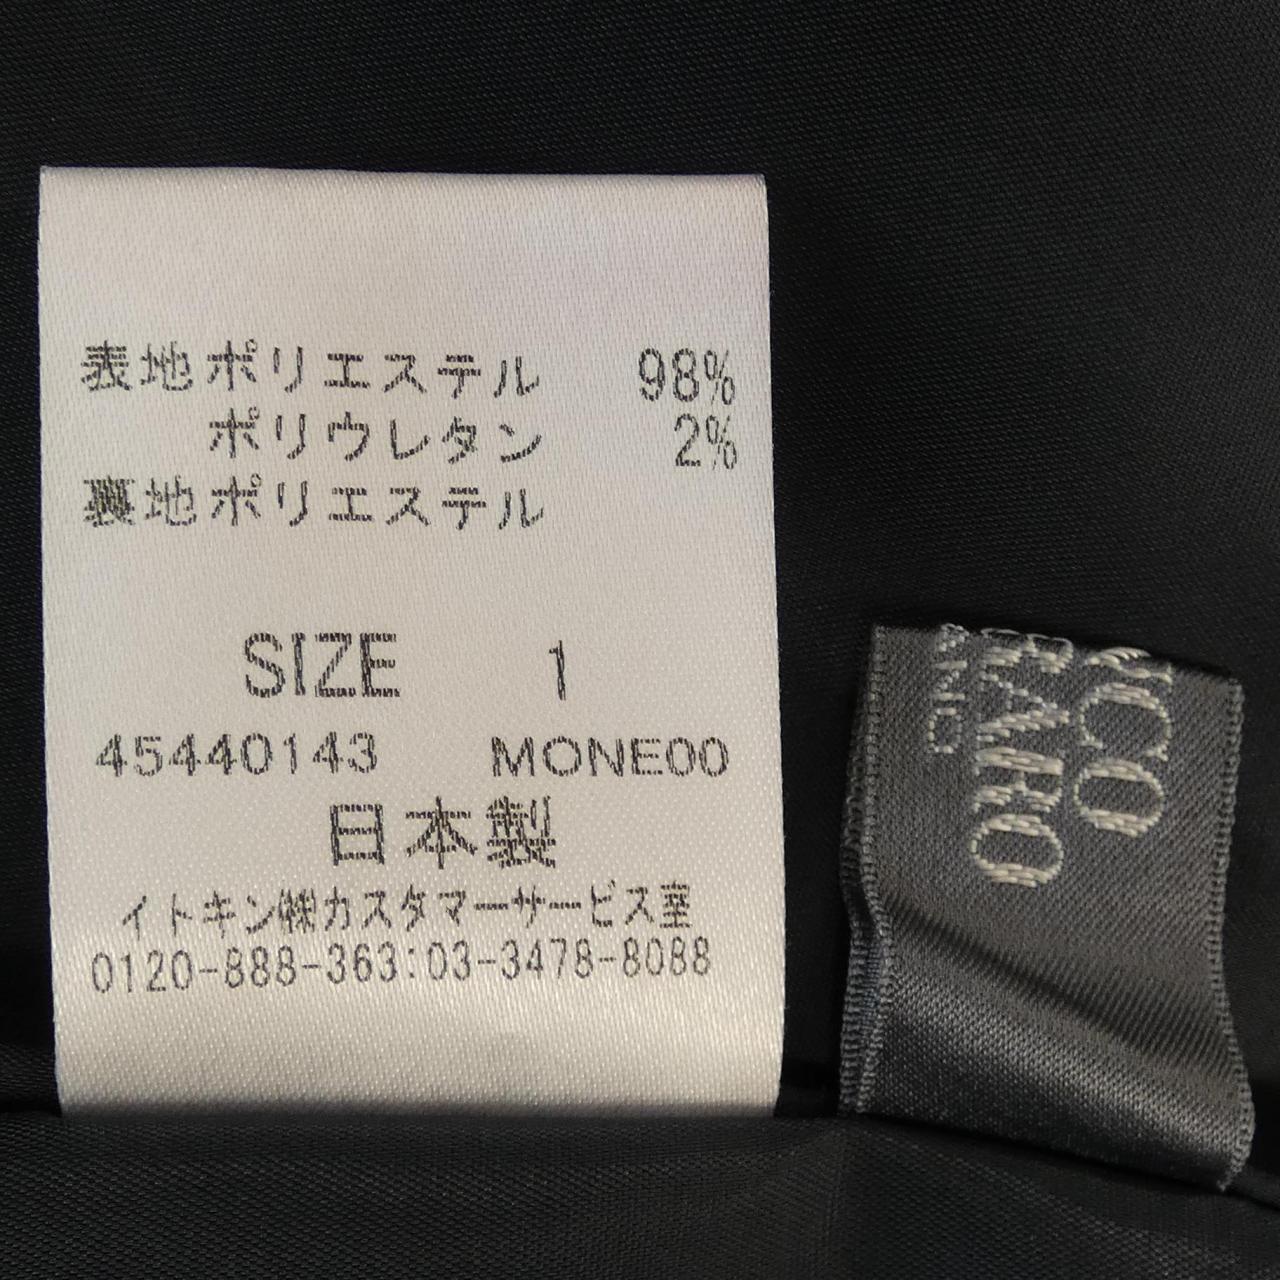 表地ポリエステル 98%
ポリウレタン 2%
裏地ポリエステル
SIZE 1
45440143 MONE00
日本製
イトキン㈱カスタマーサービス室
0120-888-363:03-3478-8088